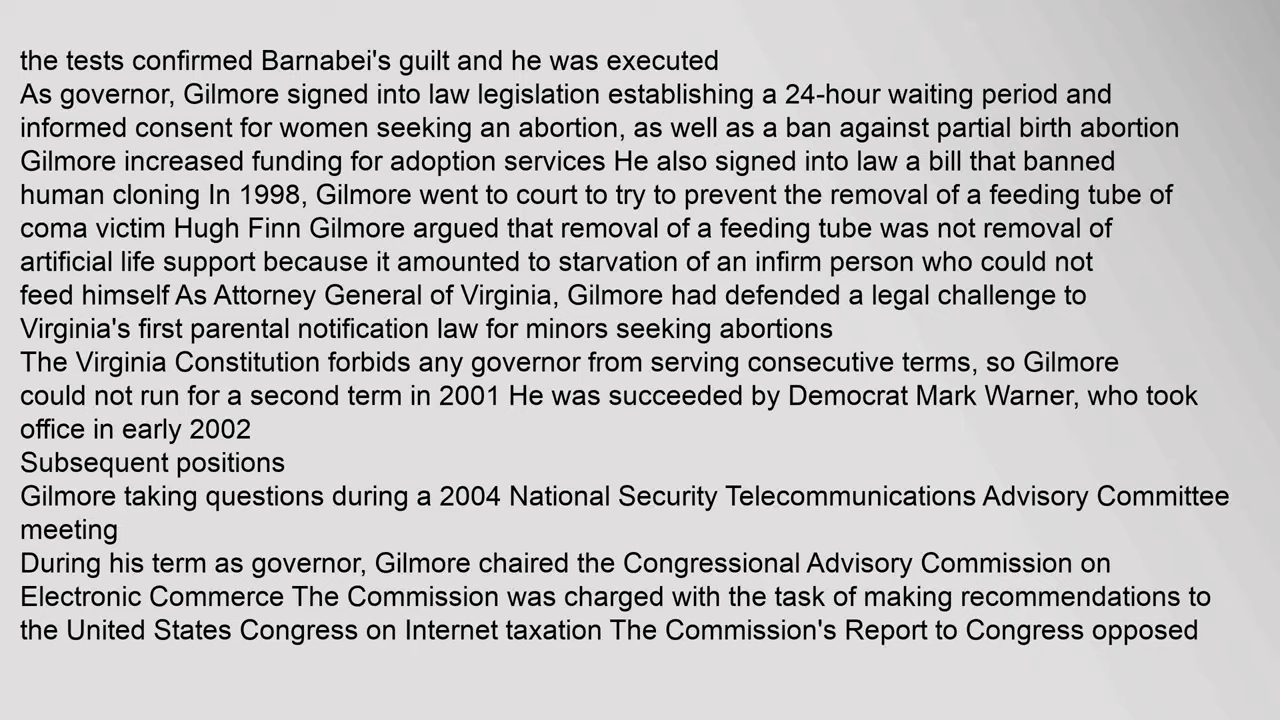 the tests confirmed Barnabei's guilt and he was executed
As governor, Gilmore signed into law legislation establishing a 24-hour waiting period and
informed consent for women seeking an abortion, as well as a ban against partial birth abortion
Gilmore increased funding for adoption services He also signed into law a bill that banned
human cloning In 1998, Gilmore went to court to try to prevent the removal of a feeding tube of
coma victim Hugh Finn Gilmore argued that removal of a feeding tube was not removal of
artificial life support because it amounted to starvation of an infirm person who could not
feed himself As Attorney General of Virginia, Gilmore had defended a legal challenge to
Virginia's first parental notification law for minors seeking abortions
The Virginia Constitution forbids any governor from serving consecutive terms, so Gilmore
could not run for a second term in 2001 He was succeeded by Democrat Mark Warner, who took
office in early 2002
Subsequent positions
Gilmore taking questions during a 2004 National Security Telecommunications Advisory Committee
meeting
During his term as governor, Gilmore chaired the Congressional Advisory Commission on
Electronic Commerce The Commission was charged with the task of making recommendations to
the United States Congress on Internet taxation The Commission's Report to Congress opposed